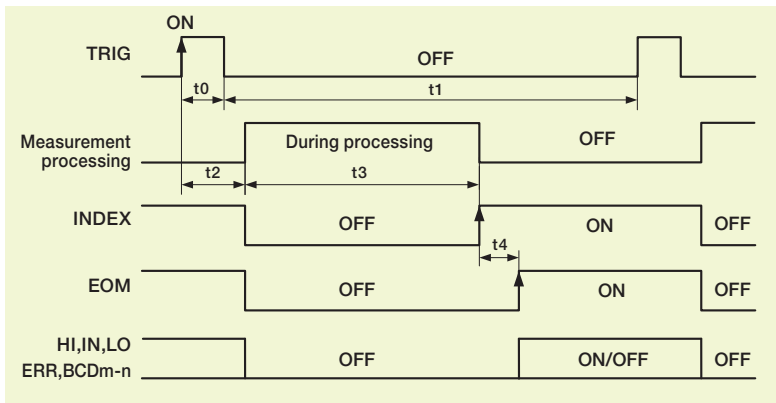 ON
TRIG
OFF
t0
t1
Measurement
processing
During processing
OFF
t2
t3
INDEX
OFF
ON
OFF
t4
EOM
OFF
ON
OFF
HI,IN,LO
ERR,BCDm-n
OFF
ON/OFF
OFF